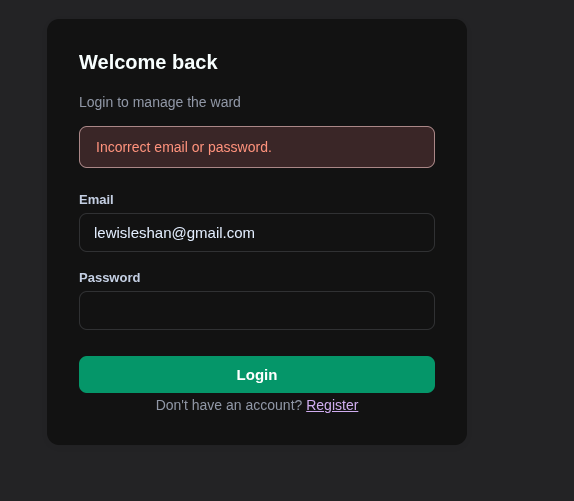 Welcome back
Login to manage the ward
Incorrect email or password.
Email
lewisleshan@gmail.com
Password
Login
Don't have an account? Register